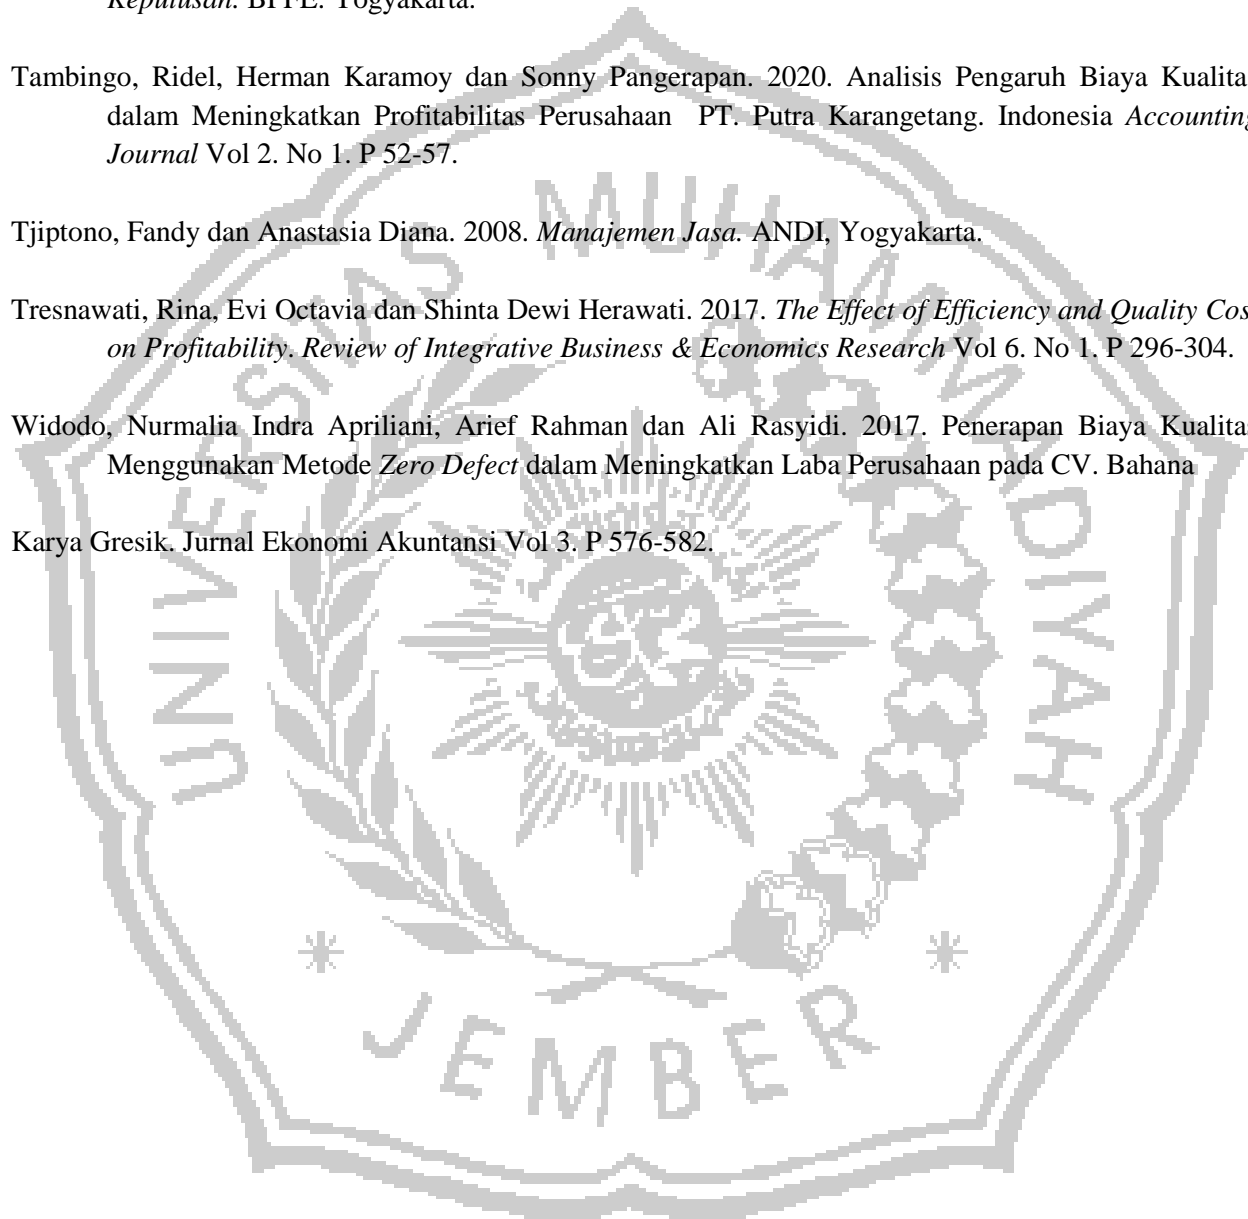 Keputusan. BPFE. Yogyakarta.
Tambingo, Ridel, Herman Karamoy dan Sonny Pangerapan. 2020. Analisis Pengaruh Biaya Kualita
dalam Meningkatkan Profitabilitas Perusahaan PT. Putra Karangetang. Indonesia Accounting
Journal Vol 2. No 1. P 52-57.
Tjiptono, Fandy dan Anastasia Diana. 2008. Manajemen Jasa. ANDI, Yogyakarta.
Tresnawati, Rina, Evi Octavia dan Shinta Dewi Herawati. 2017. The Effect of Efficiency and Quality Cos
on Profitability. Review of Integrative Business & Economics Research Vol 6. No 1. P 296-304.
Widodo, Nurmalia Indra Apriliani, Arief Rahman dan Ali Rasyidi. 2017. Penerapan Biaya Kualita
Menggunakan Metode Zero Defect dalam Meningkatkan Laba Perusahaan pada CV. Bahana
Karya Gresik. Jurnal Ekonomi Akuntansi Vol 3. P 576-582.
UNIVERSITAS MUHAMMADIYAH
JEMBER